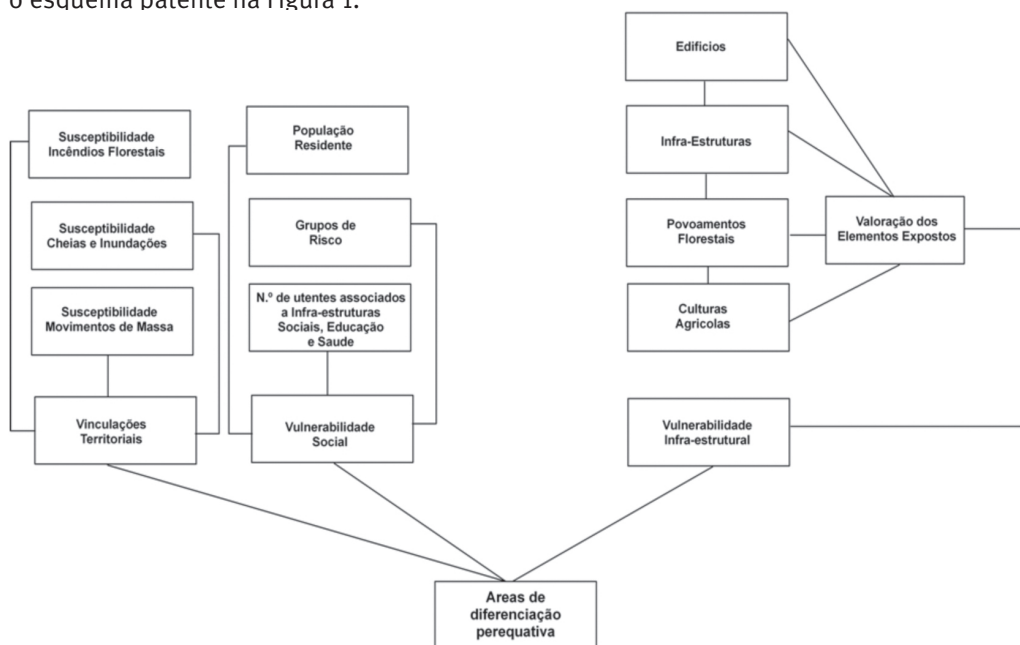 o esquema patente na Figura 1.
Susceptibilidade
Incêndios Florestais
Susceptibilidade
Cheias e Inundações
Susceptibilidade
Movimentos de Massa
Vinculações
Territoriais
População
Residente
Grupos de
Risco
N.º de utentes associados
a Infra-estruturas
Sociais, Educação
e Saude
Vulnerabilidade
Social
Edificios
Infra-Estruturas
Povoamentos
Florestais
Culturas
Agricolas
Valoração dos
Elementos Expostos
Vulnerabilidade
Infra-estrutural
Areas de
diferenciação
perequativa